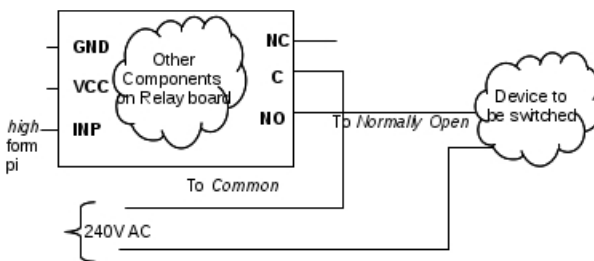 GND
VCC
INP
Other
Components
on Relay board
NC
C
NO
high
form
pi
To Normally Open
Device to
be switched
To Common
240V AC